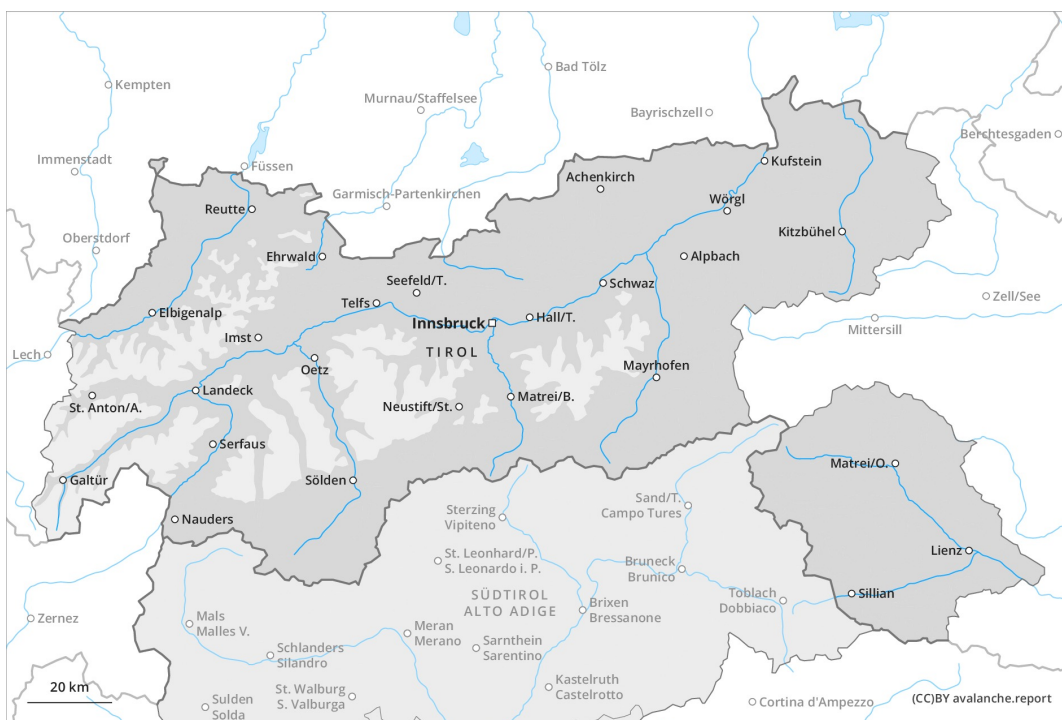 Kempten
Bad Tölz
Murnau/Staffelsee
Bayrischzell
Berchtesgaden
Immenstadt
Füssen
Kufstein
Achenkirch
Garmisch-Partenkirchen
Wörgl
Reutte
Kitzbühel
Oberstdorf
Ehrwald
Alpbach
Seefeld/T.
Schwaz
Zell/See
Telfs
Elbigenalp
Innsbruck
Hall/T.
Mittersill
Imst
TIROL
Lech
Oetz
Mayrhofen
Landeck
St. Anton/A.
Neustift/St.
Matrei/B.
Serfaus
Matrei/O.
Galtür
Sölden
Sand/T.
Campo Tures
Sterzing
Vipiteno
Nauders
Lienz
St. Leonhard/P.
S. Leonardo i. P.
Bruneck
Brunico
SÜDTIROL
ALTO ADIGE
Toblach
Dobbiaco
Sillian
Brixen
Bressanone
Zernez
Mals
Malles V.
Meran
Merano
Sarnthein
Sarentino
Schlanders
Silandro
20 km
St. Walburg
S. Valburga
Kastelruth
Castelrotto
Sulden
Solda
Cortina d'Ampezzo
(CC)BY avalanche.report